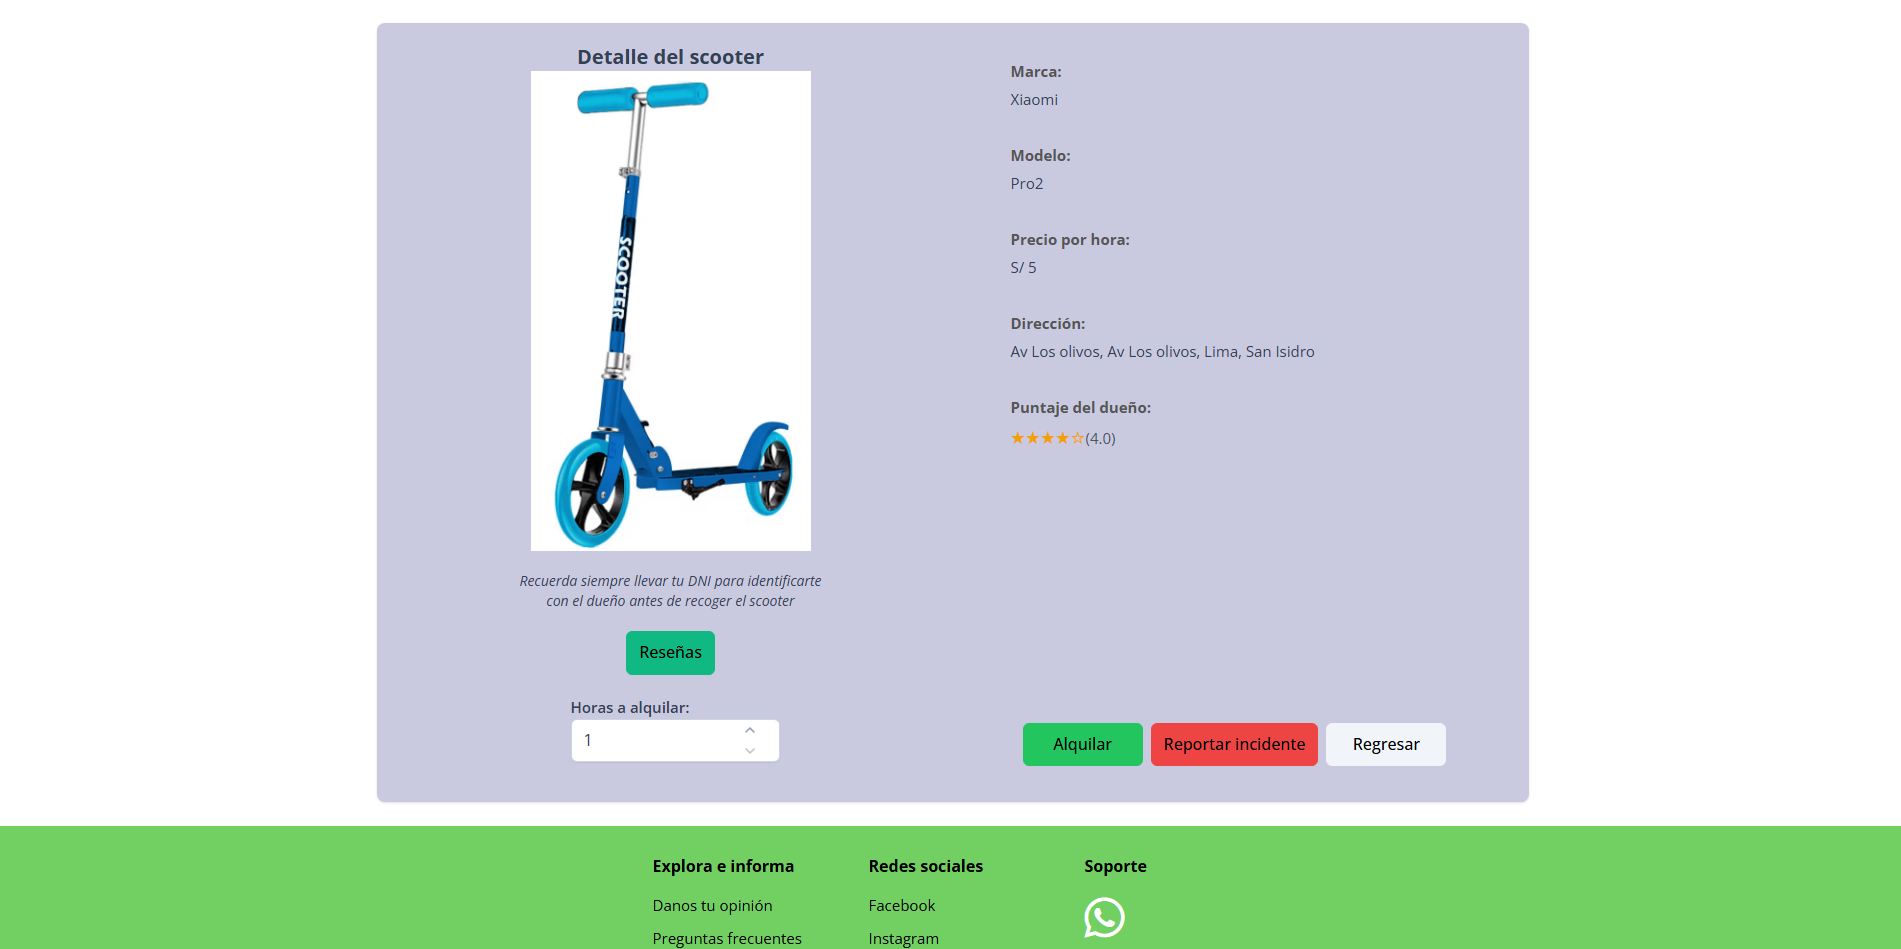 Detalle del scooter
SCOOTER
Recuerda siempre llevar tu DNI para identificarte
con el dueño antes de recoger el scooter
Reseñas
Horas a alquilar:
1
Marca:
Xiaomi
Modelo:
Pro2
Precio por hora:
S/ 5
Dirección:
Av Los olivos, Av Los olivos, Lima, San Isidro
Puntaje del dueño:
★★★★☆(4.0)
Alquilar
Reportar incidente
Regresar
Explora e informa
Danos tu opinión
Preguntas frecuentes
Redes sociales
Facebook
Instagram
Soporte